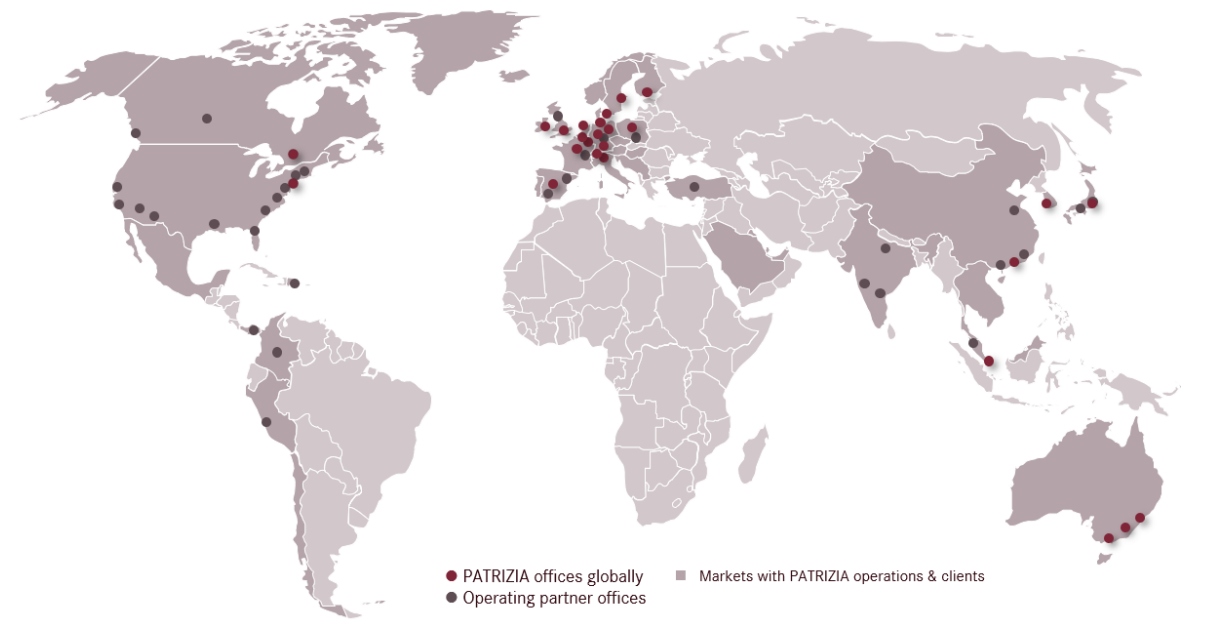 PATRIZIA offices globally
Markets with PATRIZIA operations & clients
Operating partner offices